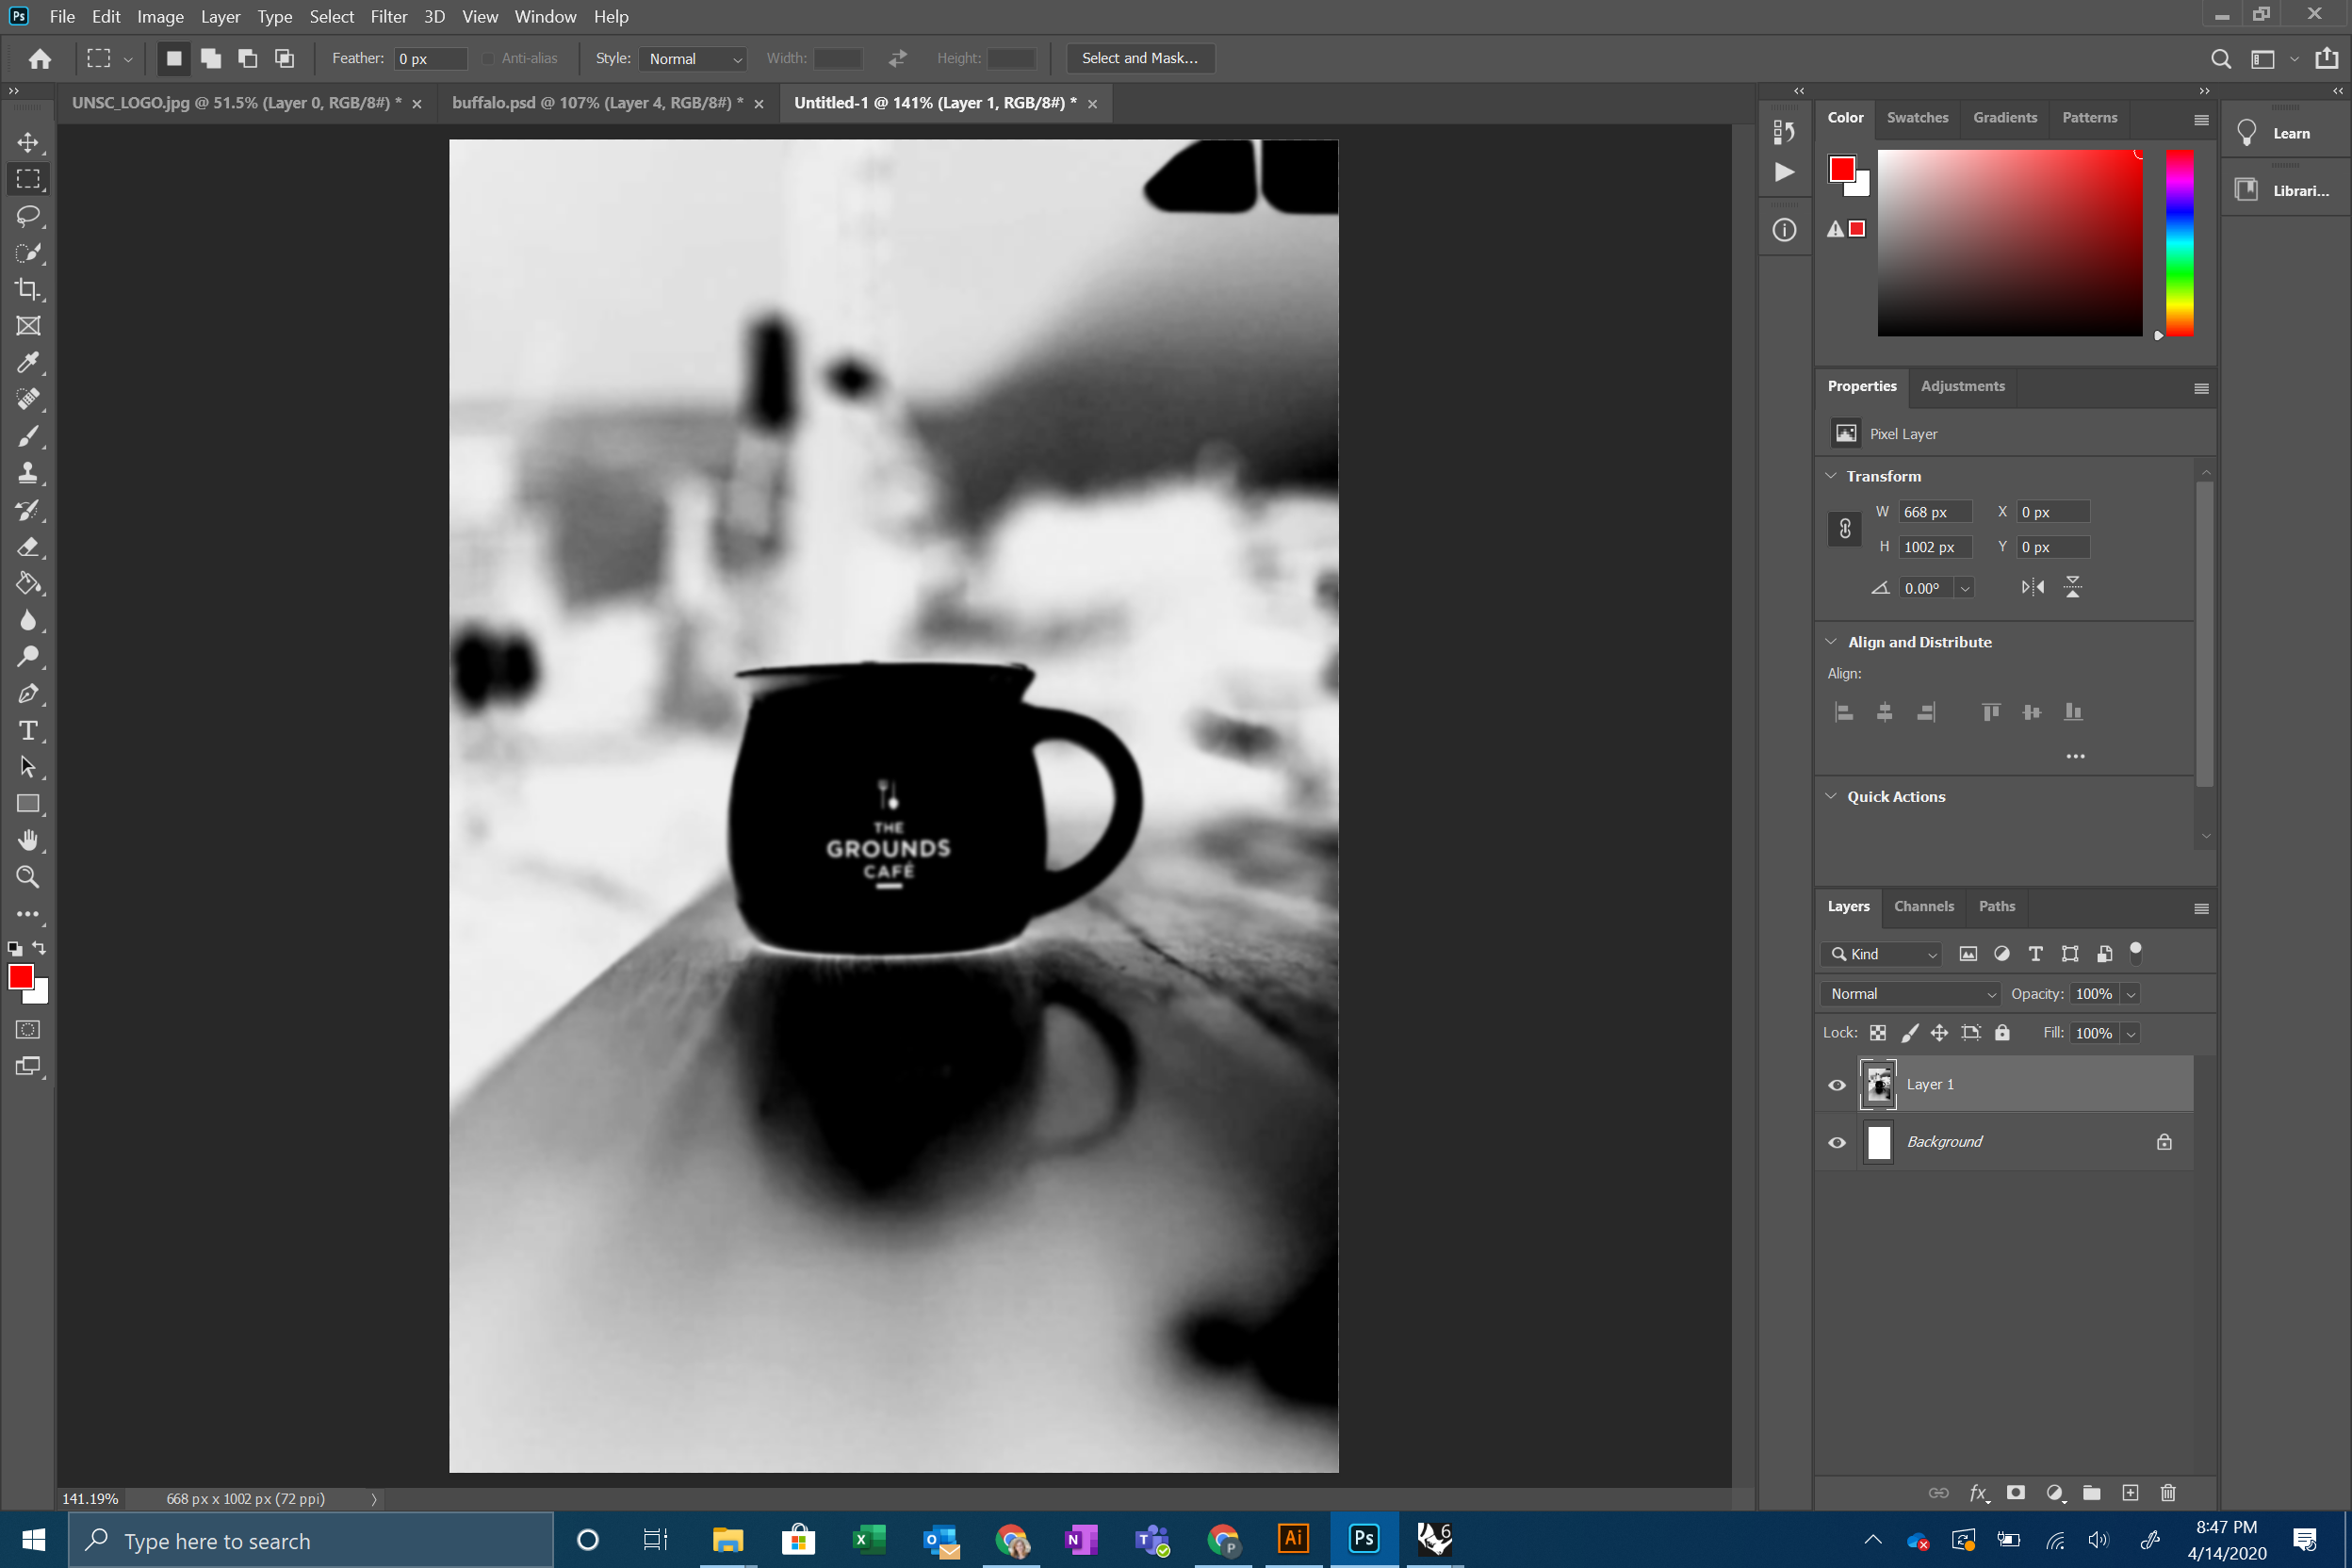 Ps File Edit Image Layer Type Select Filter 3D View Window Help
Feather: 0 px Anti-alias Style: Normal Width: Height: Select and Mask...
UNSC_LOGO.jpg @ 51.5% (Layer 0, RGB/8#) * buffalo.psd @ 107% (Layer 4, RGB/8#) * Untitled-1 @ 141% (Layer 1, RGB/8#) *
THE
GROUNDS
CAFÉ
Color Swatches Gradients Patterns
Learn
Librari...
Properties Adjustments
Pixel Layer
Transform
W 668 px X 0 px
H 1002 px Y 0 px
0.00°
Align and Distribute
Align:
Quick Actions
Layers Channels Paths
Kind
Normal Opacity: 100%
Lock: Fill: 100%
Layer 1
Background
141.19% 668 px x 1002 px (72 ppi)
Type here to search
Ai Ps 6
8:47 PM
4/14/2020